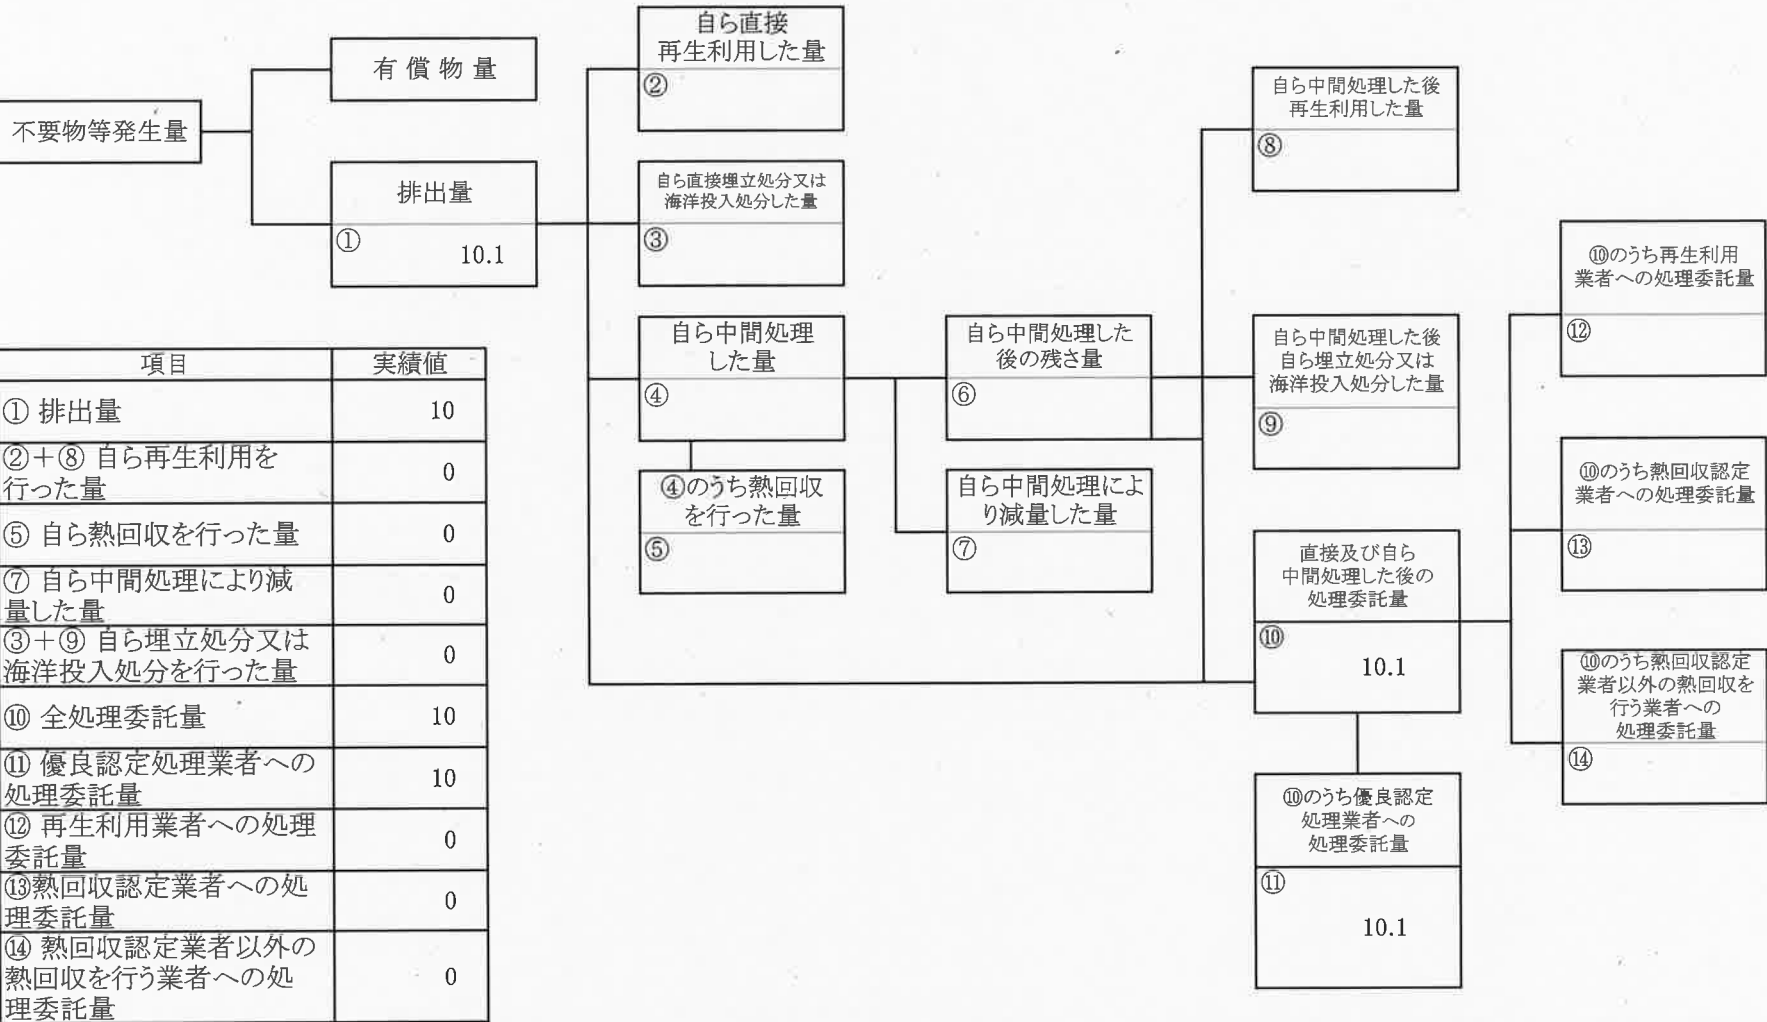 不要物等発生量
有償物量
排出量
①
10.1
自ら直接
再生利用した量
②
自ら直接埋立処分又は
海洋投入処分した量
③
自ら中間処理
した量
④
④のうち熱回収
を行った量
⑤
自ら中間処理した
後の残さ量
⑥
自ら中間処理によ
り減量した量
⑦
自ら中間処理した後
再生利用した量
⑧
自ら中間処理した後
自ら埋立処分又は
海洋投入処分した量
⑨
直接及び自ら
中間処理した後の
処理委託量
⑩
10.1
⑩のうち優良認定
処理業者への
処理委託量
⑪
10.1
⑩のうち再生利用
業者への処理委託量
⑫
⑩のうち熱回収認定
業者への処理委託量
⑬
⑩のうち熱回収認定
業者以外の熱回収を
行う業者への
処理委託量
⑭
項目 実績値
① 排出量 10
②＋⑧ 自ら再生利用を
行った量 0
⑤ 自ら熱回収を行った量 0
⑦ 自ら中間処理により減
量した量 0
③＋⑨ 自ら埋立処分又は
海洋投入処分を行った量 0
⑩ 全処理委託量 10
⑪ 優良認定処理業者への
処理委託量 10
⑫ 再生利用業者への処理
委託量 0
⑬熱回収認定業者への処
理委託量 0
⑭ 熱回収認定業者以外の
熱回収を行う業者への処
理委託量 0